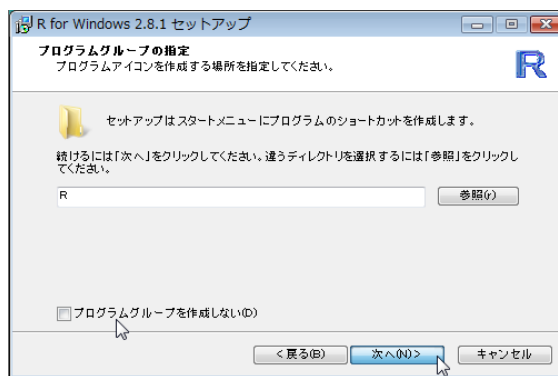 R for Windows 2.8.1 セットアップ
プログラムグループの指定
プログラムアイコンを作成する場所を指定してください。
R
セットアップはスタートメニューにプログラムのショートカットを作成します。
続けるには「次へ」をクリックしてください。違うディレクトリを選択するには「参照」をクリックし
てください。
R
参照(r)
プログラムグループを作成しない(D)
< 戻る(B)
次へ(N)>
キャンセル